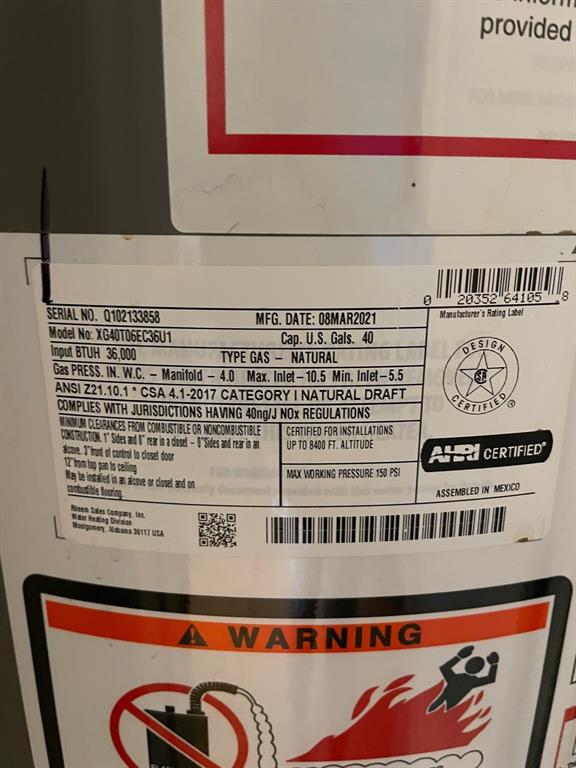 provided
0 20352 64105 8
SERIAL NO. Q102133858 MFG. DATE: 08MAR2021
Manufacturer's Rating Label
Model No: XG40T06EC36U1 Cap. U.S. Gals. 40
Input BTUH 36,000 TYPE GAS - NATURAL
Gas PRESS. IN. W.C. - Manifold - 4.0 Max. Inlet-10.5 Min. Inlet-5.5
ANSI Z21.10.1 * CSA 4.1-2017 CATEGORY I NATURAL DRAFT
COMPLIES WITH JURISDICTIONS HAVING 40ng/J NOx REGULATIONS
DESIGN
CERTIFIED
MINIMUM CLEARANCES FROM COMBUSTIBLE OR NONCOMBUSTIBLE
CONSTRUCTION. 1" Sides and 0" rear in a closet - 0" Sides and rear in an
alcove. 3" front of control to closet door
12" from top pan to ceiling
May be installed in an alcove or closet and on
combustible flooring.
CERTIFIED FOR INSTALLATIONS
UP TO 8400 FT. ALTITUDE
MAX WORKING PRESSURE 150 PSI
AHRI CERTIFIED®
ASSEMBLED IN MEXICO
Rheem Sales Company, Inc.
Water Heating Division
Montgomery, Alabama 36117 USA
WARNING